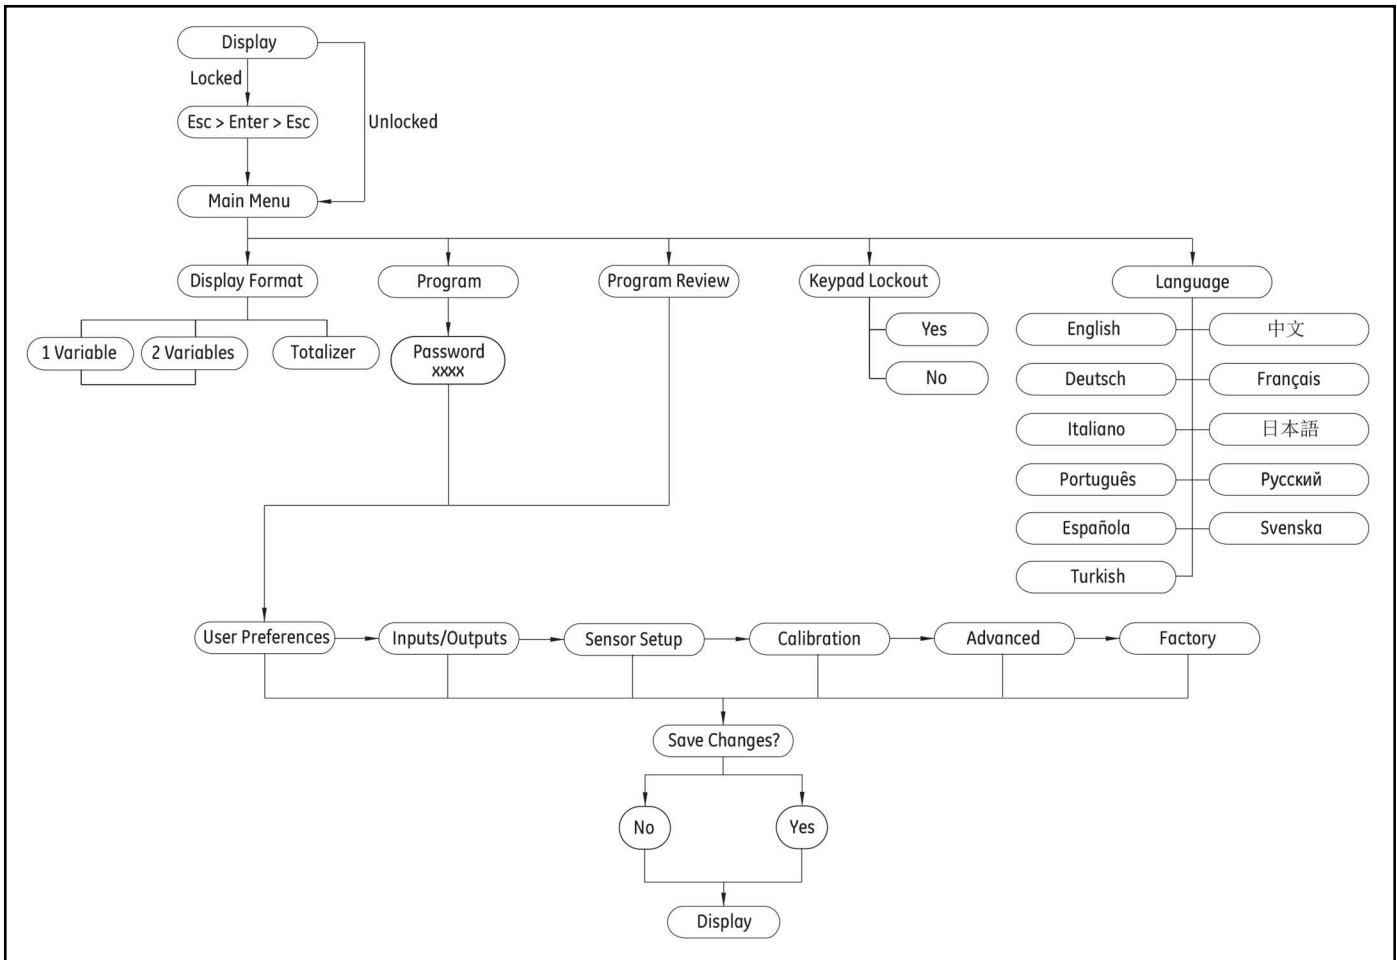 Display
Locked
Esc > Enter > Esc
Unlocked
Main Menu
Display Format
Program
Program Review
Keypad Lockout
Language
1 Variable
2 Variables
Totalizer
Password
xxxx
Yes
No
English
中文
Deutsch
Français
Italiano
日本語
Português
Русский
Española
Svenska
Turkish
User Preferences
Inputs/Outputs
Sensor Setup
Calibration
Advanced
Factory
Save Changes?
No
Yes
Display